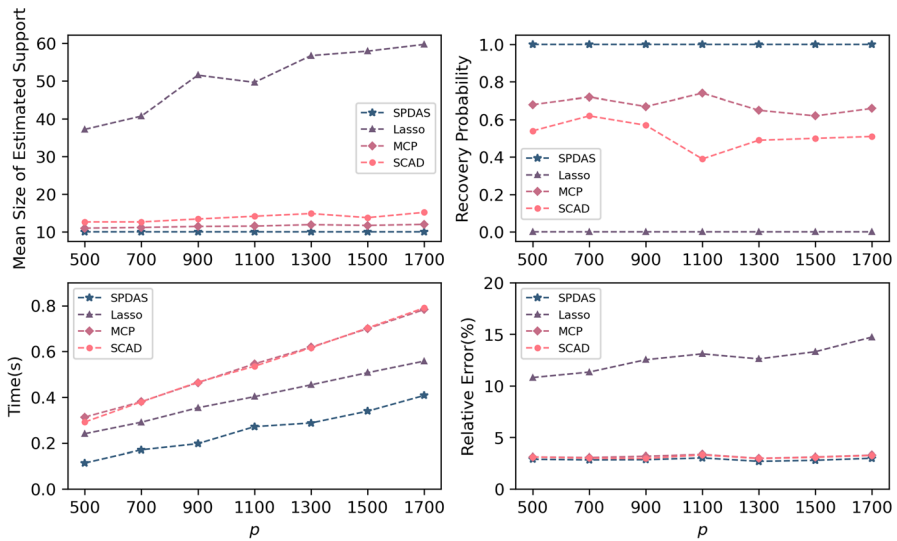 Mean Size of Estimated Support
60
50
40
30
20
10
SPDAS
Lasso
MCP
SCAD
500 700 900 1100 1300 1500 1700
Recovery Probability
1.0
0.8
0.6
0.4
0.2
0.0
SPDAS
Lasso
MCP
SCAD
500 700 900 1100 1300 1500 1700
Time(s)
0.8
0.6
0.4
0.2
0.0
SPDAS
Lasso
MCP
SCAD
500 700 900 1100 1300 1500 1700
p
Relative Error(%)
20
15
10
5
0
SPDAS
Lasso
MCP
SCAD
500 700 900 1100 1300 1500 1700
p